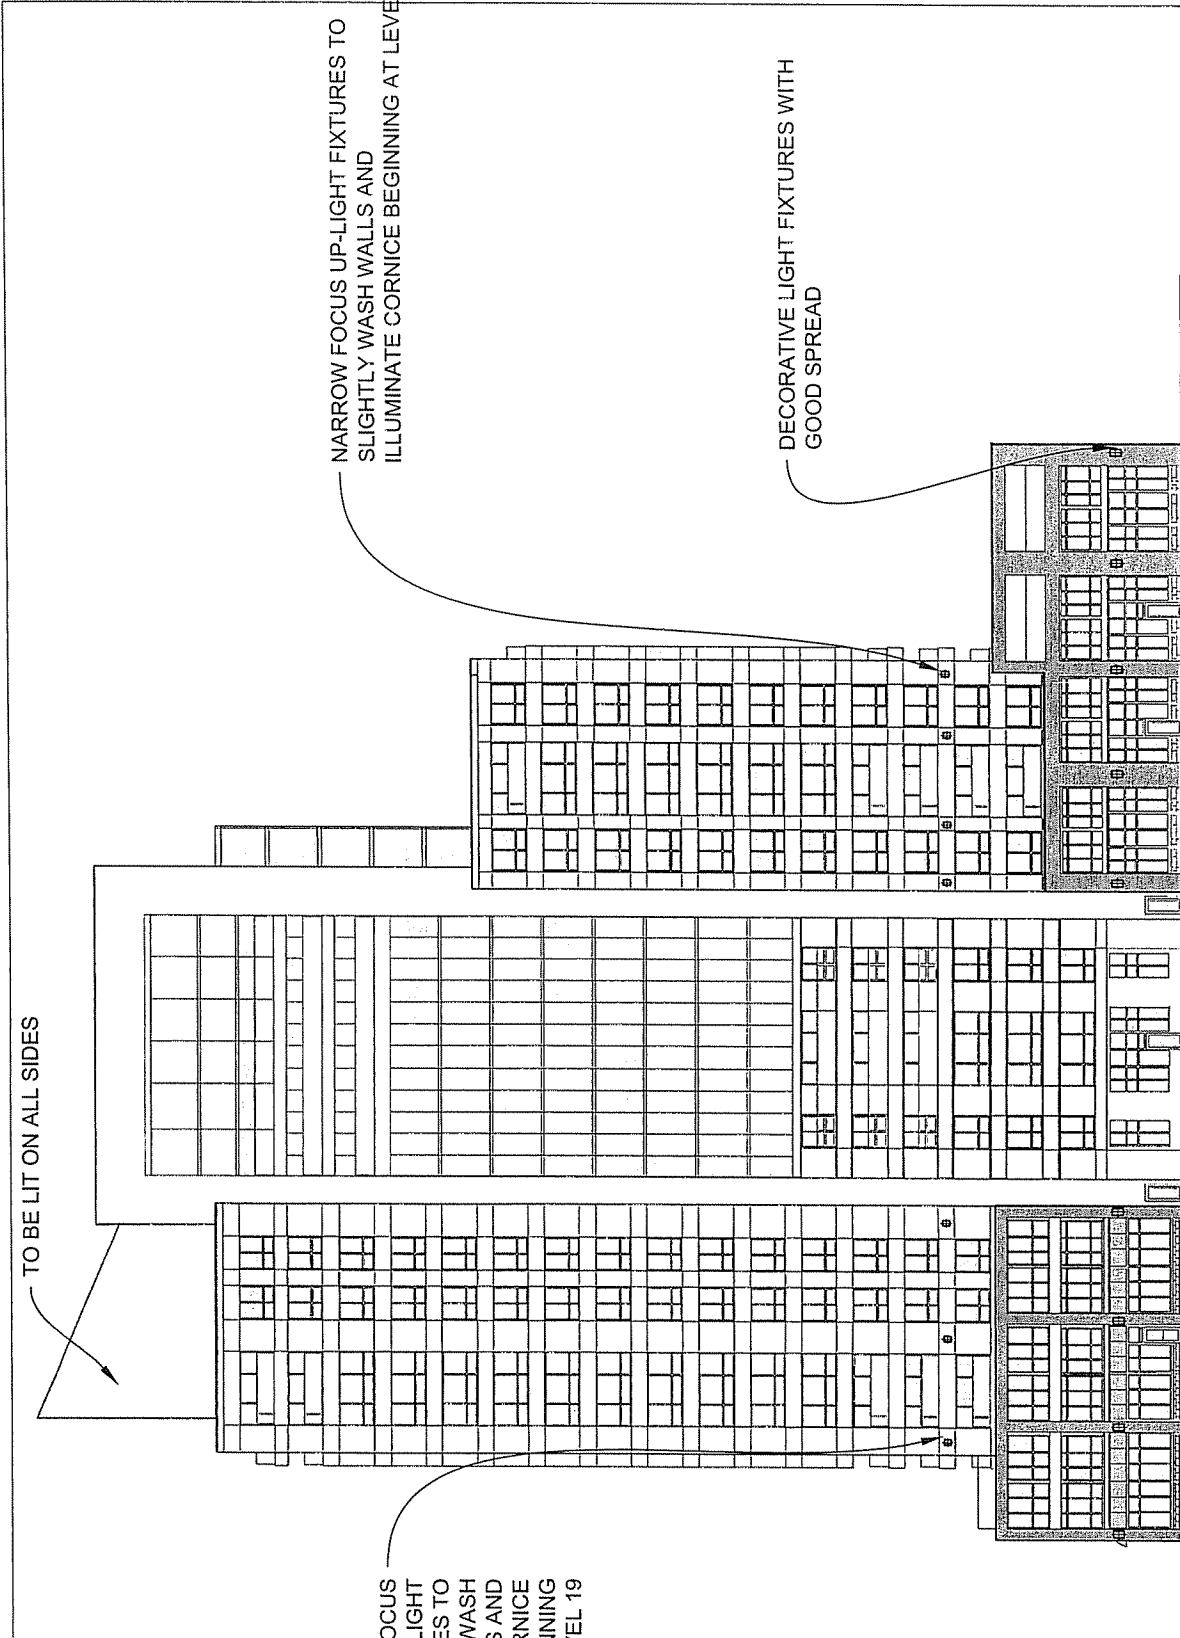 TO BE LIT ON ALL SIDES
NARROW FOCUS UP-LIGHT FIXTURES TO
SLIGHTLY WASH WALLS AND
ILLUMINATE CORNICE BEGINNING AT LEVE
OCUS
LIGHT
ES TO
WASH
S AND
RNICE
NNING
EL 19
DECORATIVE LIGHT FIXTURES WITH
GOOD SPREAD